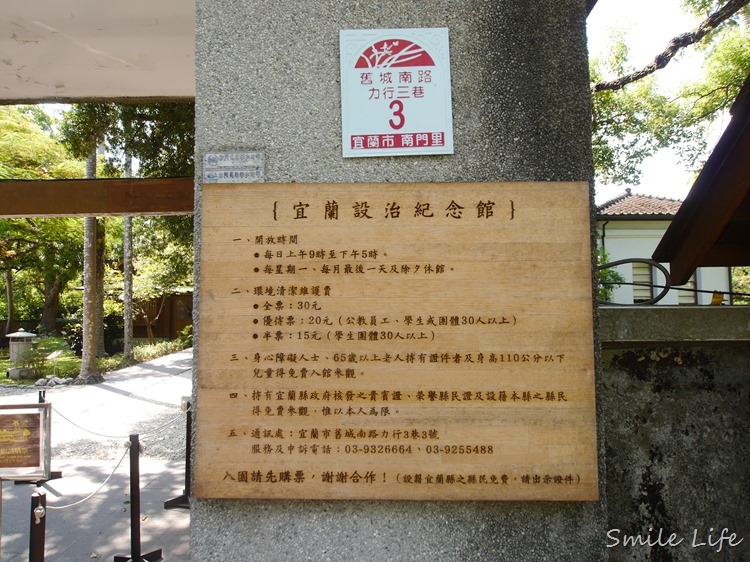 舊城南路
力行三巷
3
宜蘭市 南門里
{宜蘭設治紀念館}
一、開放時間
●每日上午9時至下午5時。
●每星期一、每月最後一天及除夕休館。
二、環境清潔維護費
●全票：30元
●優待票：20元（公教員工、學生或團體30人以上）
●半票：15元（學生團體30人以上）
三、身心障礙人士、65歲以上老人持有證件者及身高110公分以下
兒童得免費入館參觀。
四、持有宜蘭縣政府核發之貴賓證、榮譽縣民證及設籍本縣之縣民
得免費參觀，惟以本人為限。
五、通訊處：宜蘭市舊城南路力行3巷3號
服務及申訴電話：03-9326664、03-9255488
入園請先購票，謝謝合作！（設籍宜蘭縣之縣民免費，請出示證件）
Smile Life